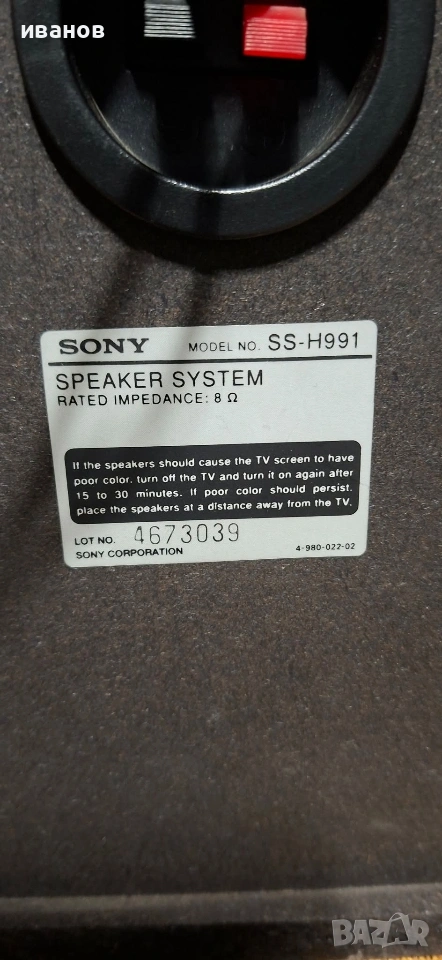 иванов
SONY MODEL NO. SS-H991
SPEAKER SYSTEM
RATED IMPEDANCE: 8 Ω
If the speakers should cause the TV screen to have
poor color, turn off the TV and turn it on again after
15 to 30 minutes. If poor color should persist,
place the speakers at a distance away from the TV.
LOT NO. 4673039
SONY CORPORATION 4-980-022-02
BAZAR